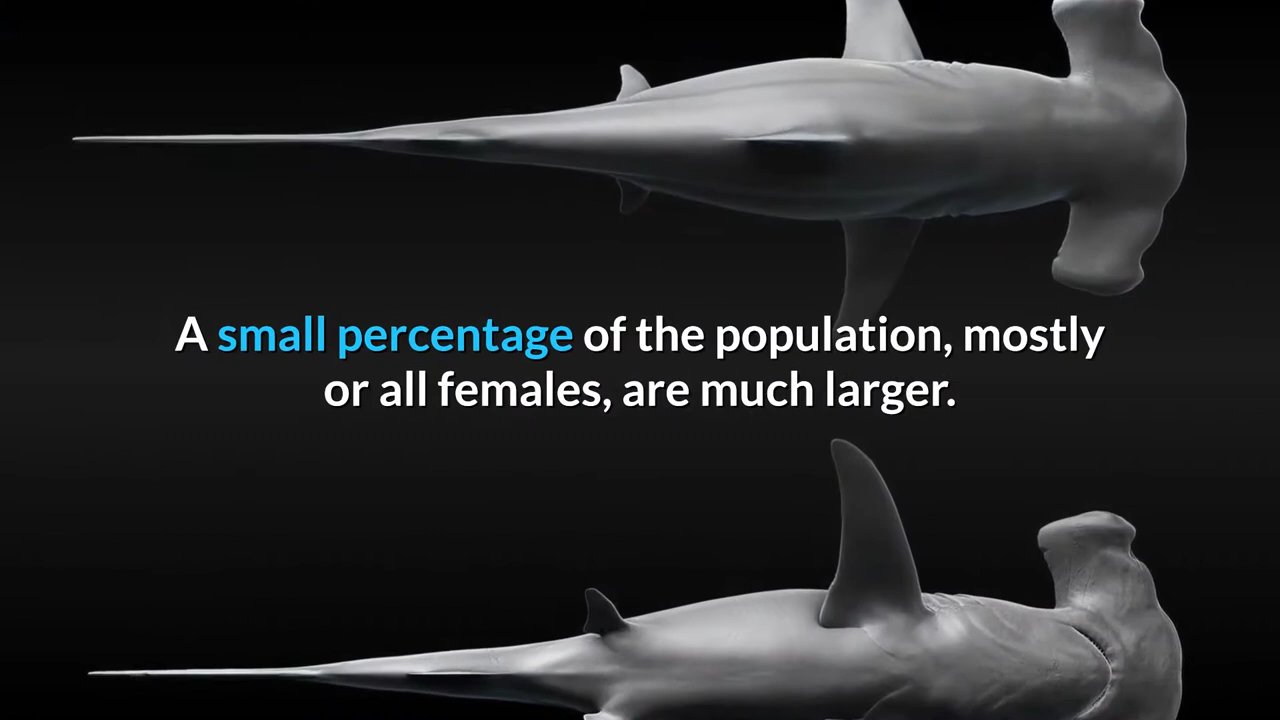 A small percentage of the population, mostly
or all females, are much larger.